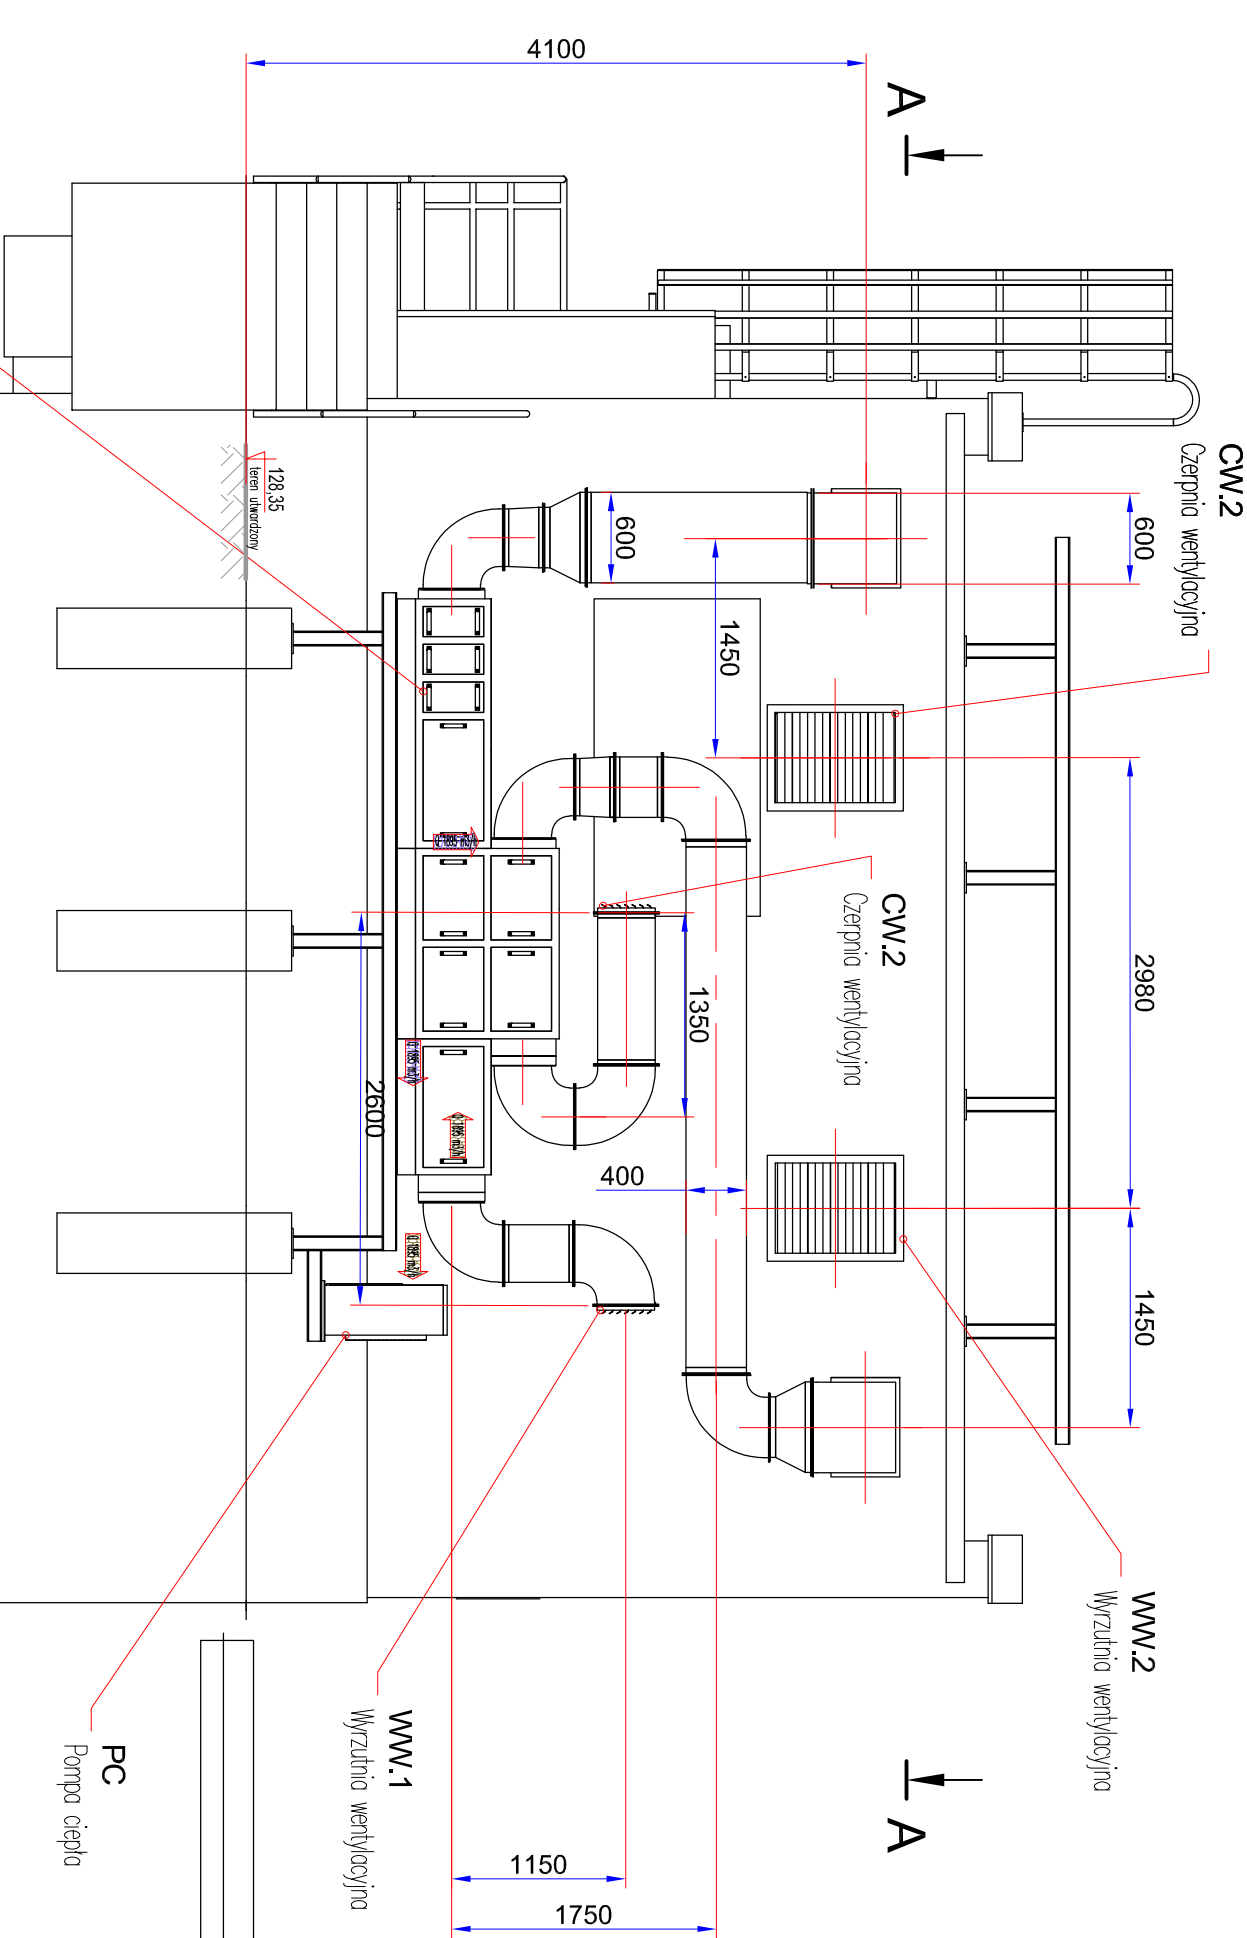 4100
A
CW.2
Czerpnia wentylacyjna
128,35
teren utwardzony
600
600
1450
2980
CW.2
Czerpnia wentylacyjna
1350
2600
400
1450
WW.2
Wyrzutnia wentylacyjna
WW.1
Wyrzutnia wentylacyjna
PC
Pompa ciepła
A
1150
1750